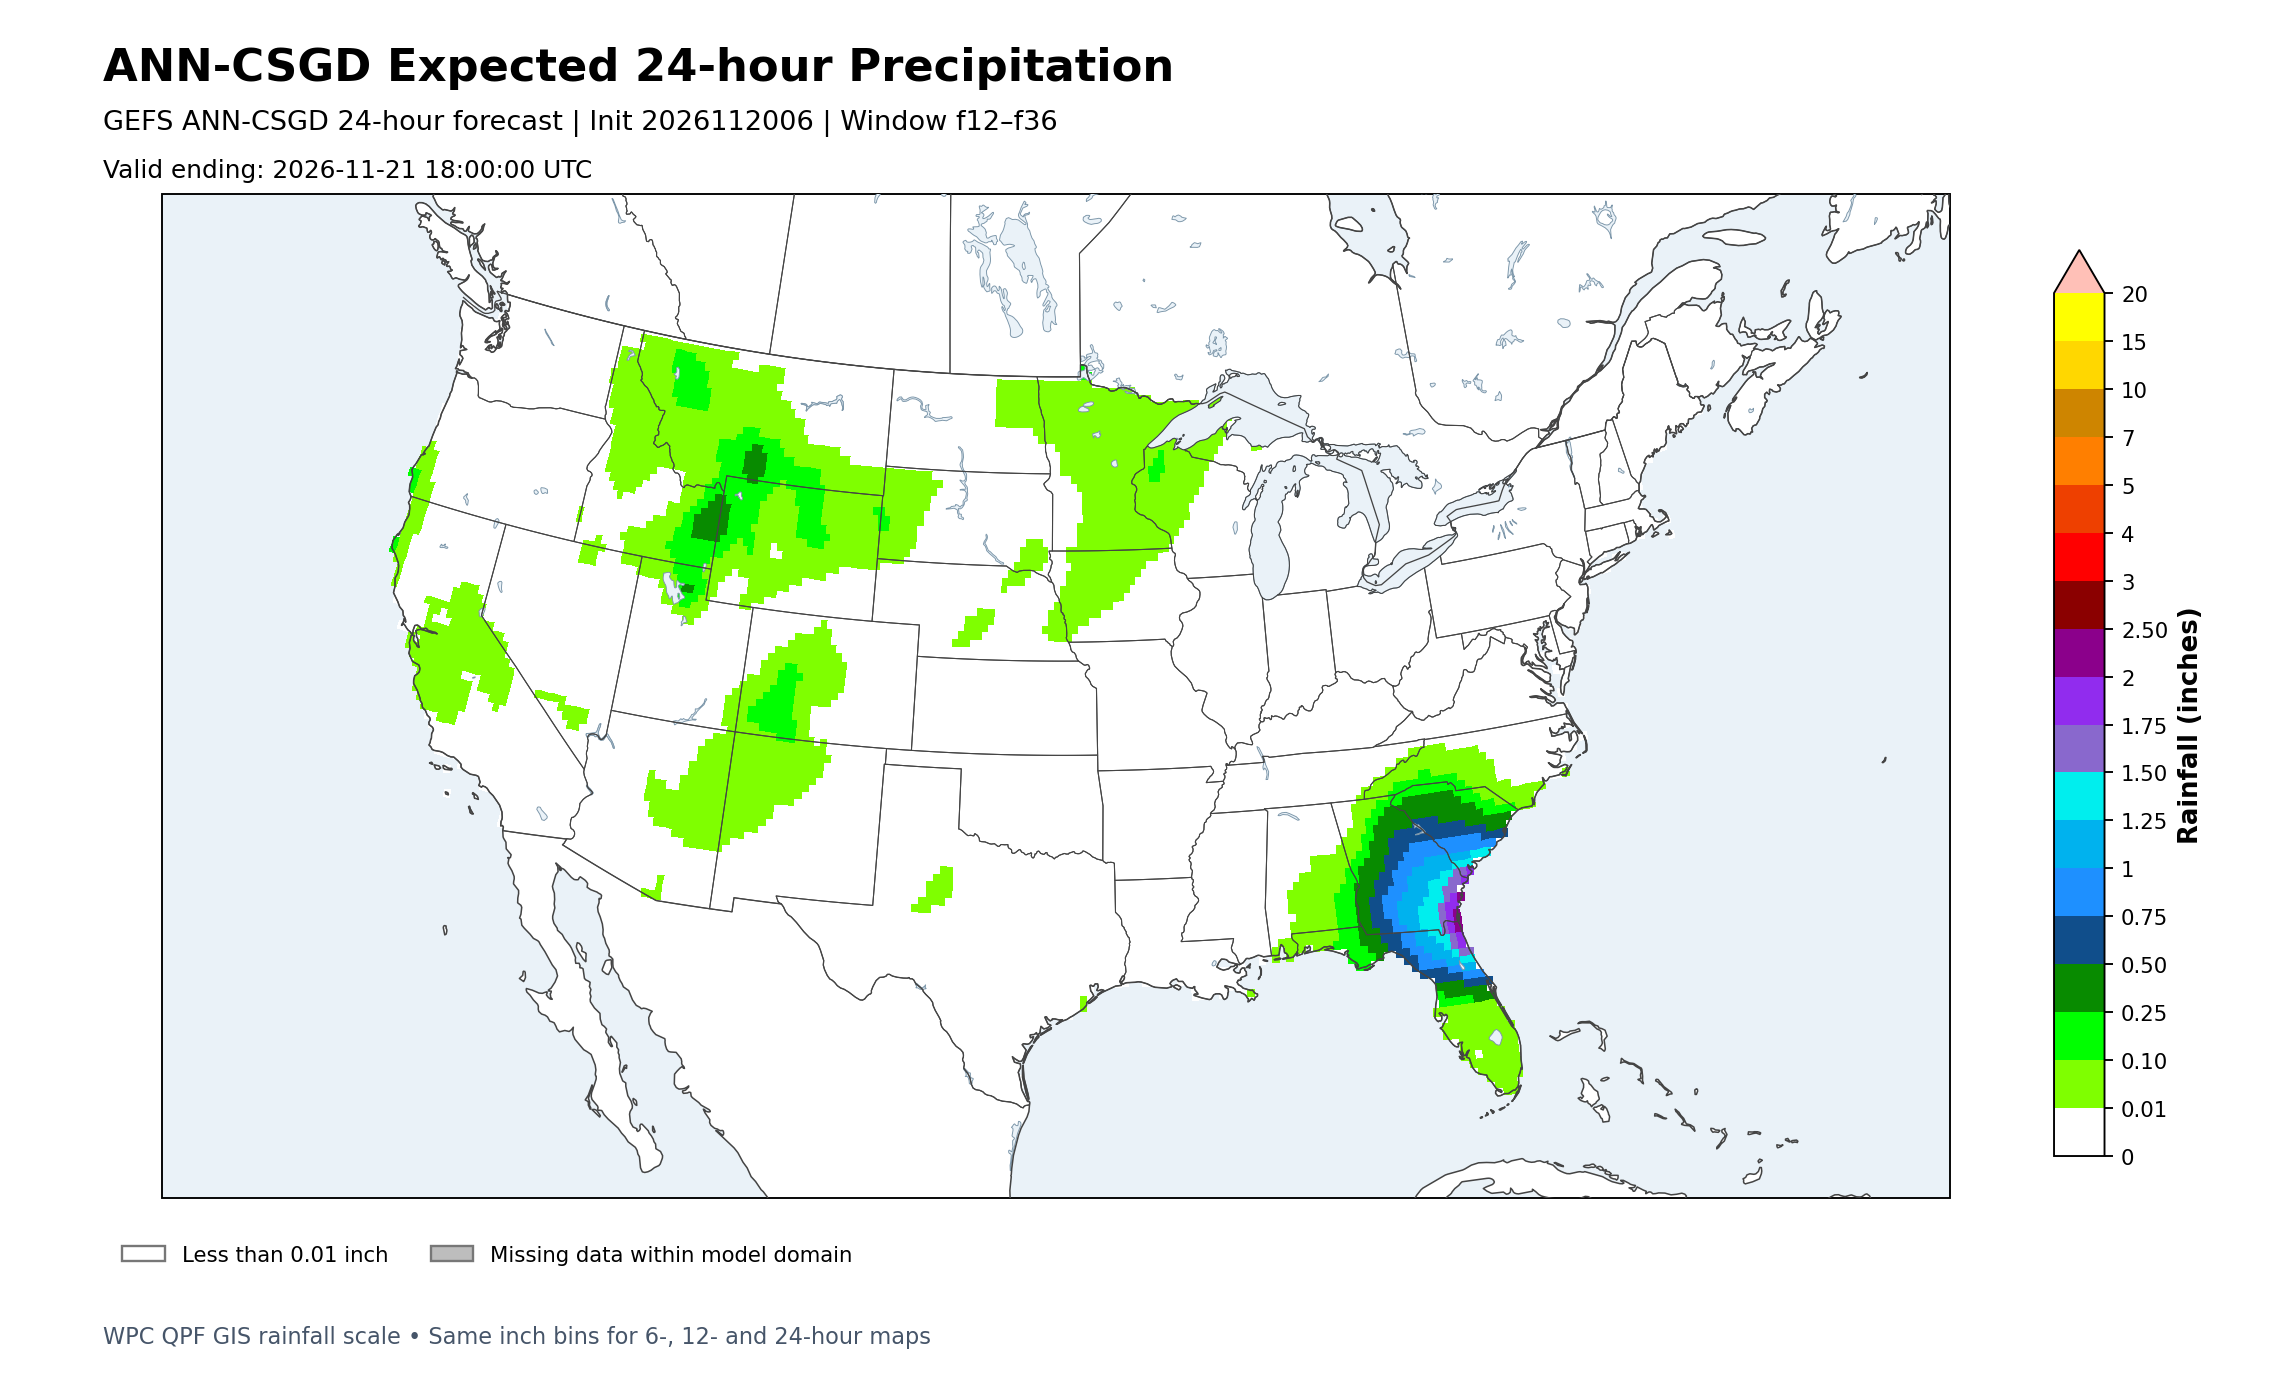 ANN-CSGD Expected 24-hour Precipitation
GEFS ANN-CSGD 24-hour forecast | Init 2026112006 | Window f12–f36
Valid ending: 2026-11-21 18:00:00 UTC
20
15
10
7
5
4
3
2.50
2
1.75
1.50
1.25
1
0.75
0.50
0.25
0.10
0.01
0
Rainfall (inches)
Less than 0.01 inch
Missing data within model domain
WPC QPF GIS rainfall scale • Same inch bins for 6-, 12- and 24-hour maps